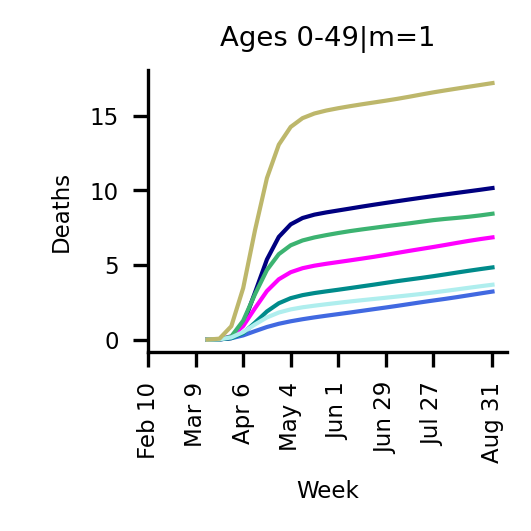 Ages 0-49|m=1
Deaths
15
10
5
0
Feb 10
Mar 9
Apr 6
May 4
Jun 1
Jun 29
Jul 27
Aug 31
Week